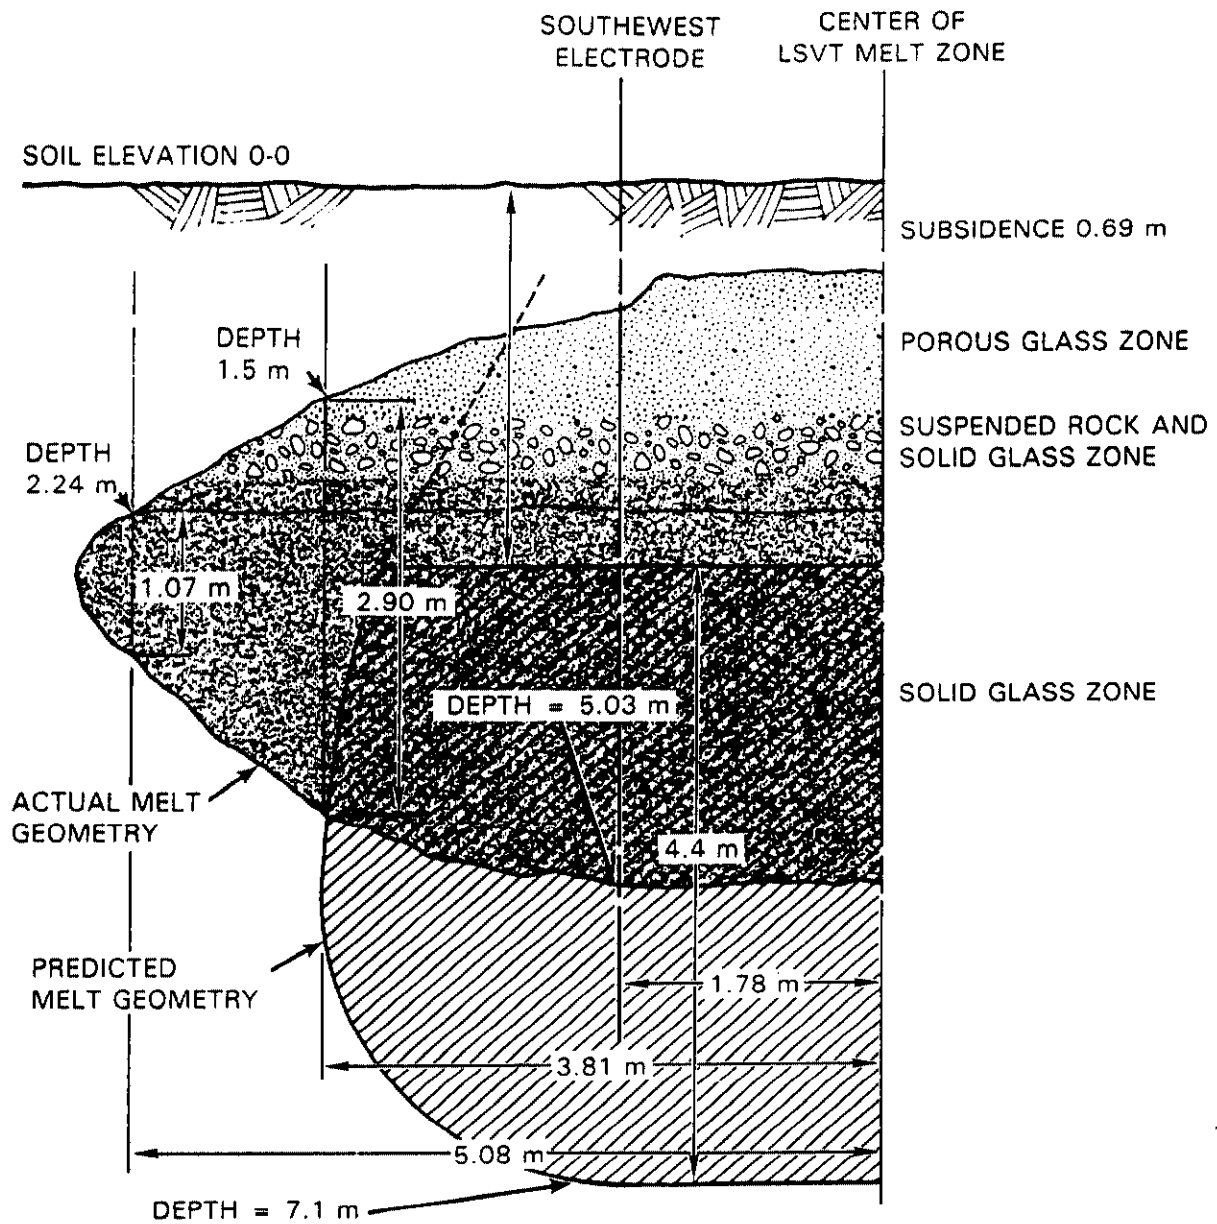 SOUTHEWEST
ELECTRODE
CENTER OF
LSVT MELT ZONE
SOIL ELEVATION 0-0
SUBSIDENCE 0.69 m
DEPTH
1.5 m
POROUS GLASS ZONE
SUSPENDED ROCK AND
SOLID GLASS ZONE
DEPTH
2.24 m
1.07 m
2.90 m
SOLID GLASS ZONE
DEPTH = 5.03 m
ACTUAL MELT
GEOMETRY
4.4 m
PREDICTED
MELT GEOMETRY
1.78 m
3.81 m
5.08 m
DEPTH = 7.1 m